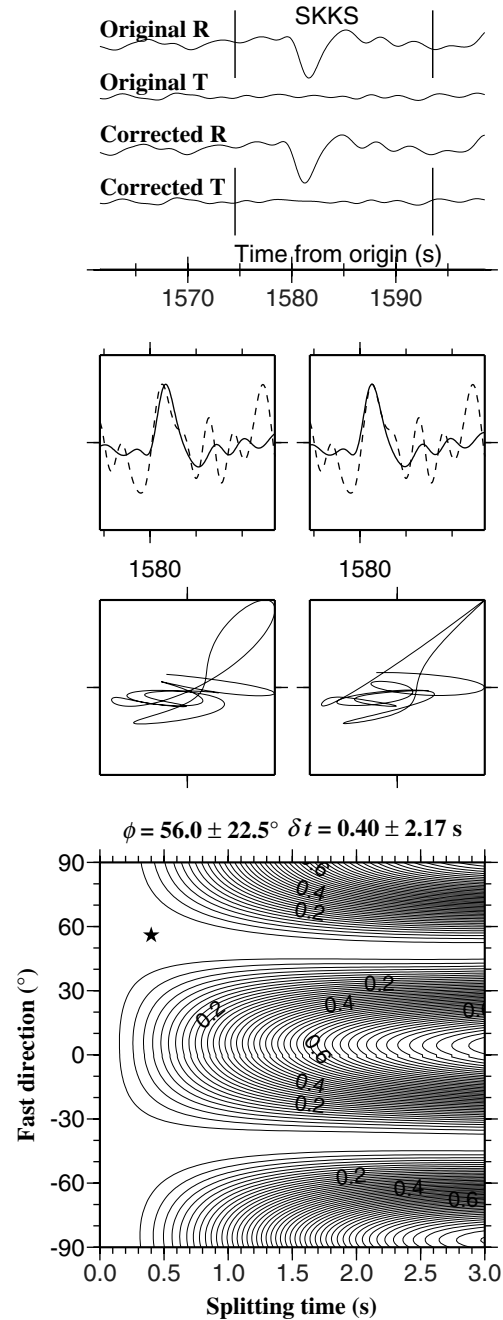 SKKS
Original R
Original T
Corrected R
Corrected T
Time from origin (s)
1570 1580 1590
1580 1580
ϕ = 56.0 ± 22.5° δt = 0.40 ± 2.17 s
90
60
30
0
-30
-60
-90
Fast direction (°)
0.6
0.4
0.2
0.2
0.2
0.4
0.6
0.4
0.2
0.2
0.4
0.6
0.0 0.5 1.0 1.5 2.0 2.5 3.0
Splitting time (s)